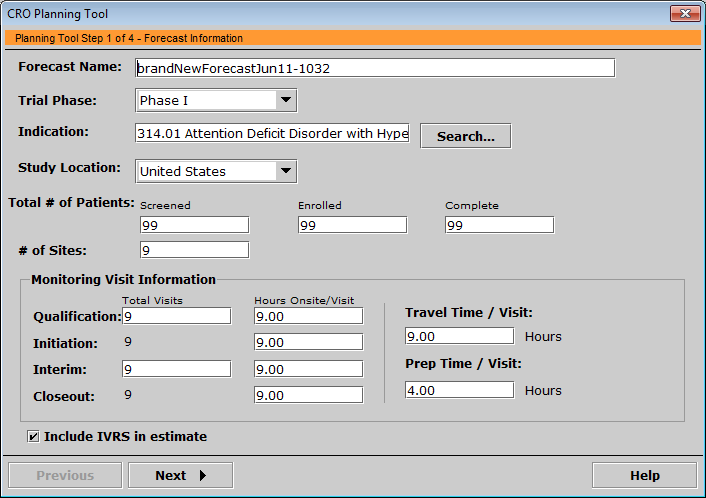 CRO Planning Tool
Planning Tool Step 1 of 4 - Forecast Information
Forecast Name: brandNewForecastJun11-1032
Trial Phase: Phase I
Indication: 314.01 Attention Deficit Disorder with Hype Search...
Study Location: United States
Total # of Patients: Screened Enrolled Complete
99 99 99
# of Sites: 9
Monitoring Visit Information
Total Visits Hours Onsite/Visit
Qualification: 9 9.00
Initiation: 9 9.00
Interim: 9 9.00
Closeout: 9 9.00
Travel Time / Visit:
9.00 Hours
Prep Time / Visit:
4.00 Hours
Include IVRS in estimate
Previous Next Help